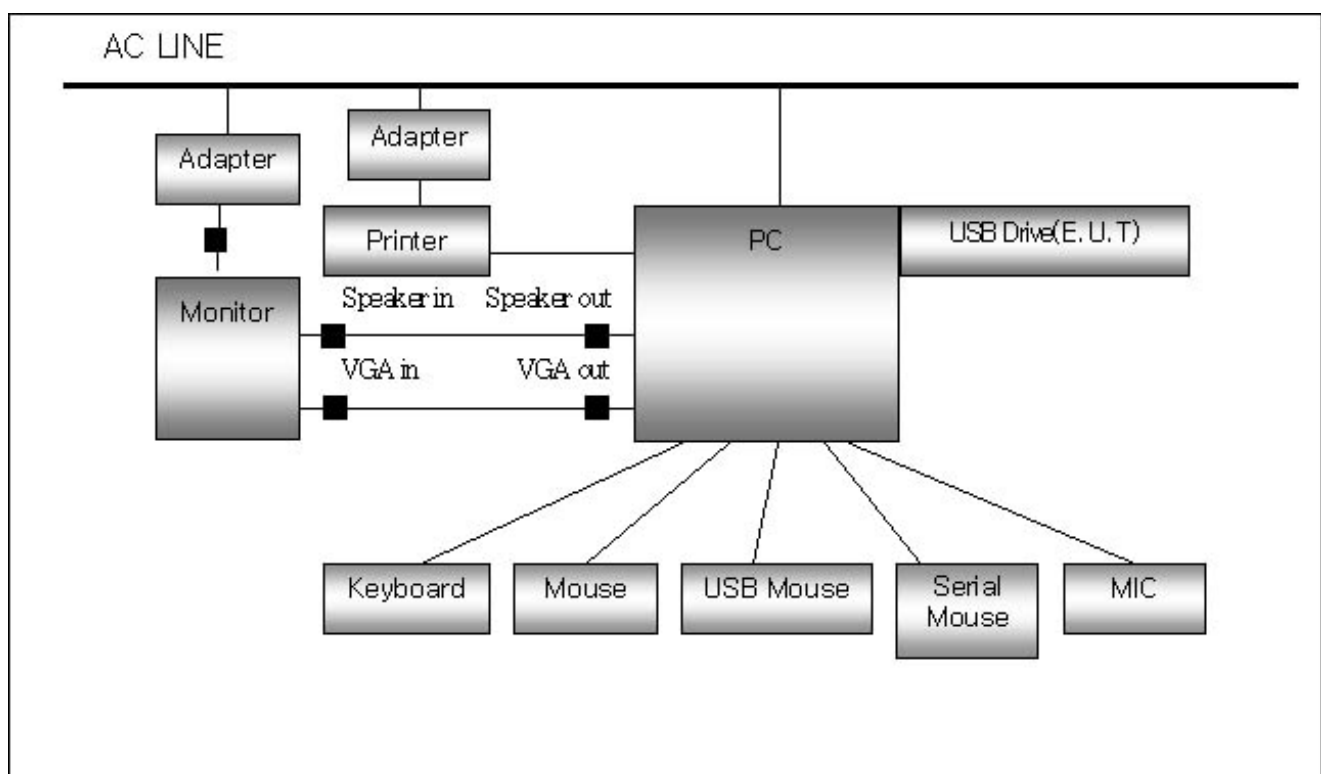 AC LINE
Adapter
Adapter
Printer
PC
USB Drive(E. U. T)
Monitor
Speaker in
Speaker out
VGA in
VGA out
Keyboard
Mouse
USB Mouse
Serial
Mouse
MIC